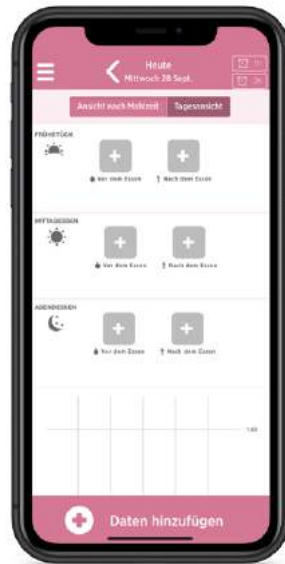 Heute
Mittwoch 28 Sept.
Ansicht nach Mahlzeit Tagesansicht
FRÜHSTÜCK
Vor dem Essen Nach dem Essen
MITTAGESSEN
Vor dem Essen Nach dem Essen
ABENDESSEN
Vor dem Essen Nach dem Essen
Daten hinzufügen